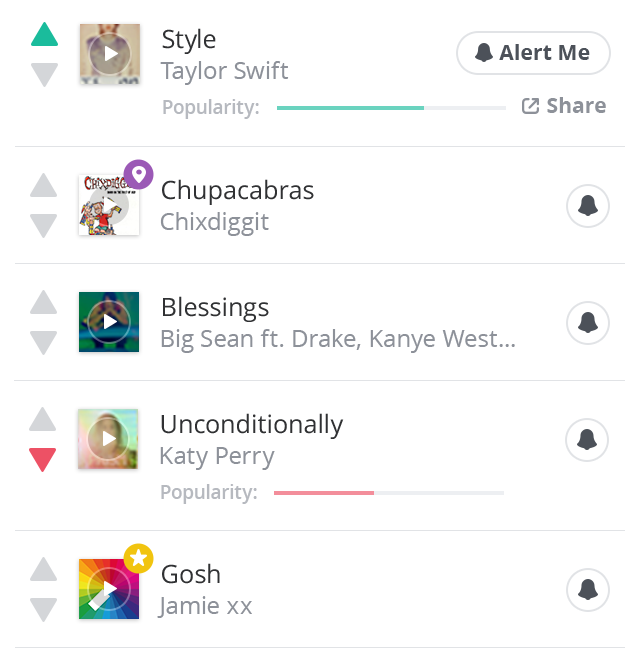 Style
Taylor Swift
Alert Me
Popularity:
Share
Chupacabras
Chixdiggit
Blessings
Big Sean ft. Drake, Kanye West...
Unconditionally
Katy Perry
Popularity:
Gosh
Jamie xx